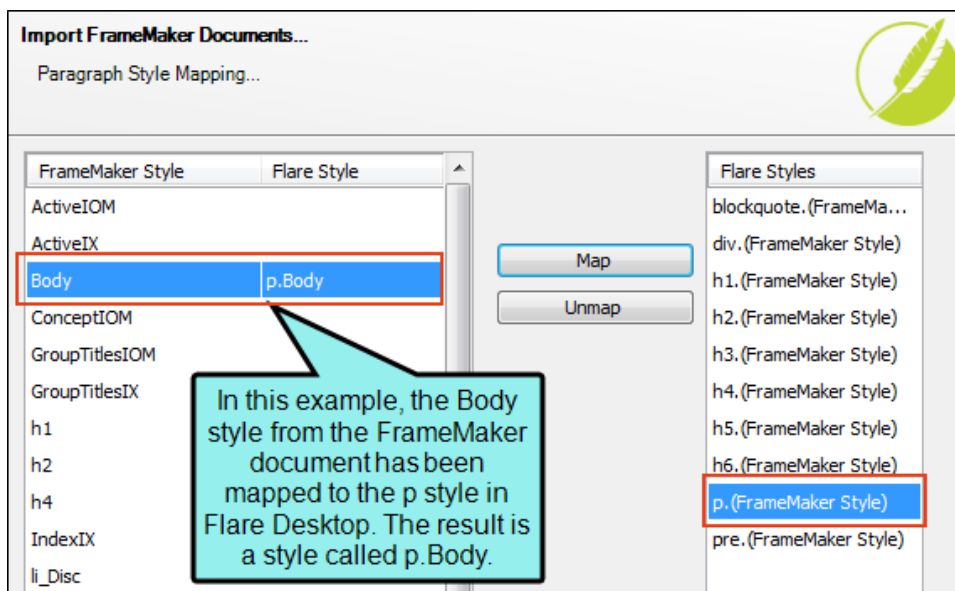 Import FrameMaker Documents...
Paragraph Style Mapping...
FrameMaker Style Flare Style
ActiveIOM
ActiveIX
Body p.Body
ConceptIOM
GroupTitlesIOM
GroupTitlesIX
h1
h2
h4
IndexIX
li_Disc
In this example, the Body
style from the FrameMaker
document has been
mapped to the p style in
Flare Desktop. The result is
a style called p.Body.
Map
Unmap
Flare Styles
blockquote.(FrameMa...
div.(FrameMaker Style)
h1.(FrameMaker Style)
h2.(FrameMaker Style)
h3.(FrameMaker Style)
h4.(FrameMaker Style)
h5.(FrameMaker Style)
h6.(FrameMaker Style)
p.(FrameMaker Style)
pre.(FrameMaker Style)